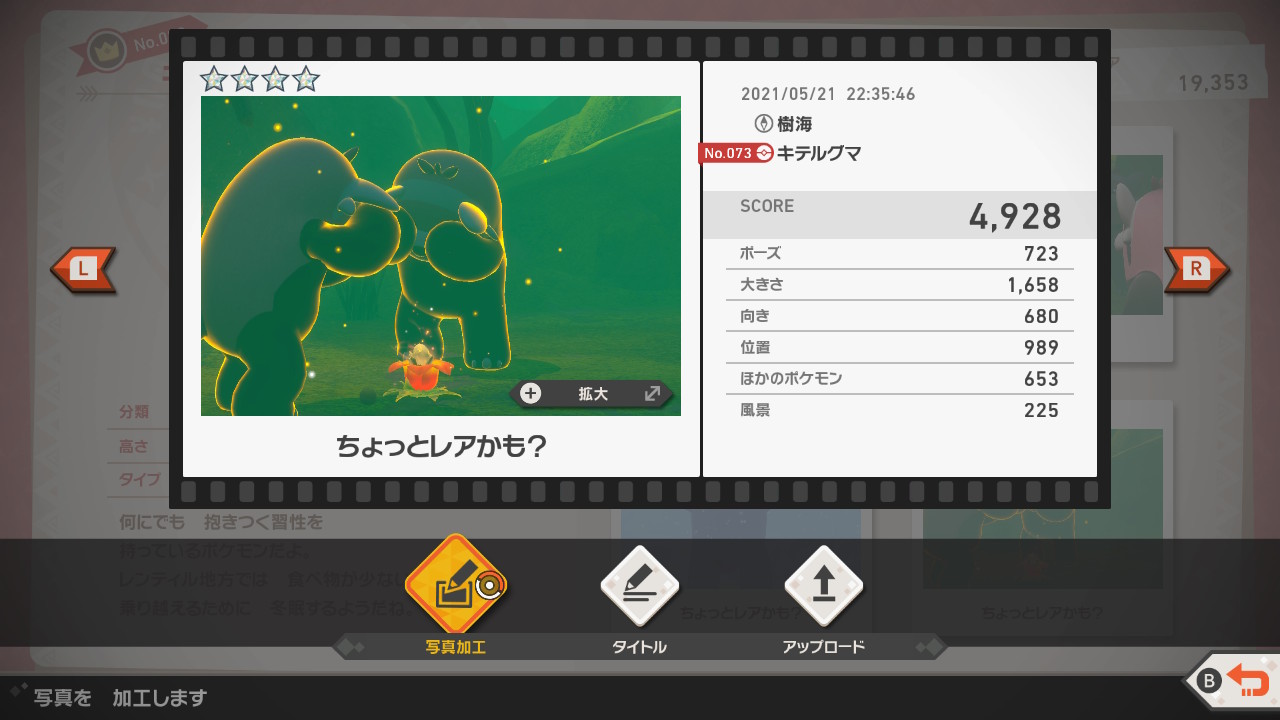 No.0
19,353
2021/05/21 22:35:46
樹海
No.073 キテルグマ
SCORE 4,928
ポーズ 723
大きさ 1,658
向き 680
位置 989
ほかのポケモン 653
風景 225
L
R
+ 拡大
ちょっとレアかも?
分類
高さ
タイプ
何にでも 抱きつく習性を
持っているポケモンだよ。
レンティル地方では 食べ物が少ない
乗り越えるために 冬眠するようだね
ちょっとレアかも?
ちょっとレアかも?
写真加工
タイトル
アップロード
写真を 加工します
B